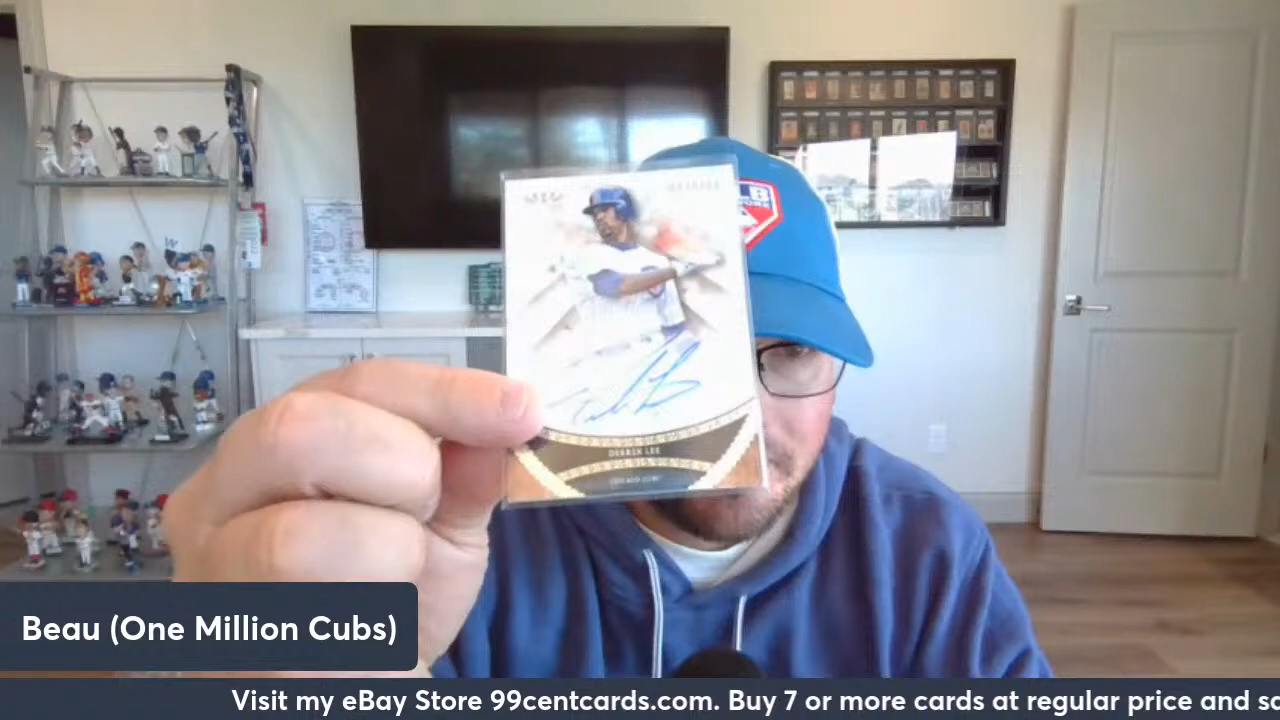 DERREK LEE
Beau (One Million Cubs)
Visit my eBay Store 99centcards.com. Buy 7 or more cards at regular price and sa